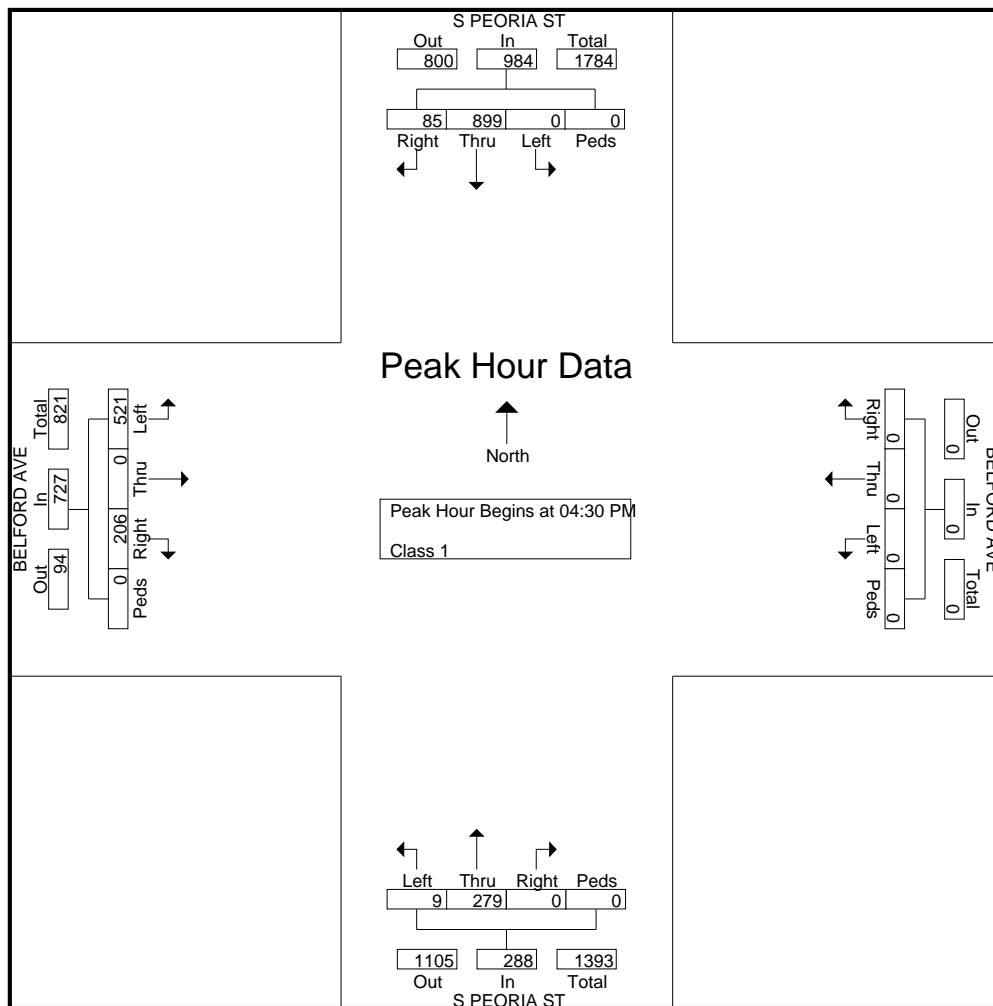 S PEORIA ST
Out In Total
800 984 1784
85 899 0 0
Right Thru Left Peds
Peak Hour Data
North
Peak Hour Begins at 04:30 PM
Class 1
BELFORD AVE
Total In Out
821 727 94
521 0 206 0
Left Thru Right Peds
Right Thru Left Peds
0 0 0 0
Out In Total
0 0 0
BELFORD AVE
Left Thru Right Peds
9 279 0 0
1105 288 1393
Out In Total
S PEORIA ST